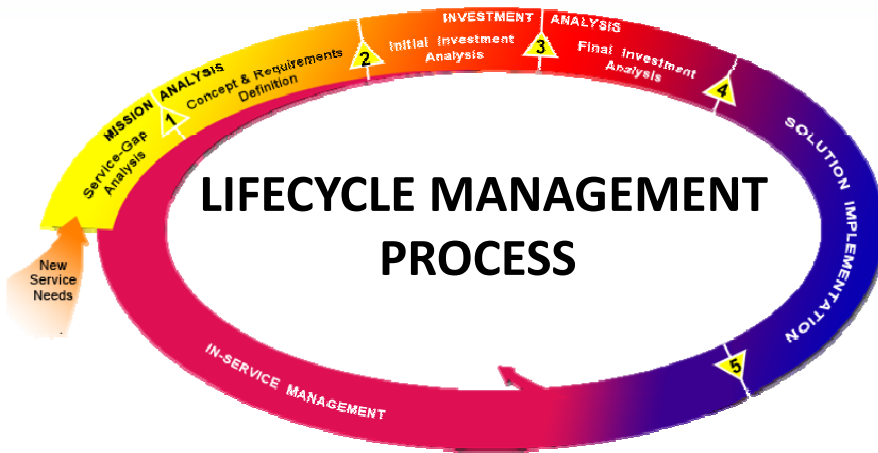 INVESTMENT ANALYSIS
MISSION ANALYSIS
Service-Gap
Analysis
1
Concept & Requirements
Definition
2
Initial Investment
Analysis
3
Final Investment
Analysis
4
SOLUTION IMPLEMENTATION
5
IN-SERVICE MANAGEMENT
New
Service
Needs
LIFECYCLE MANAGEMENT
PROCESS